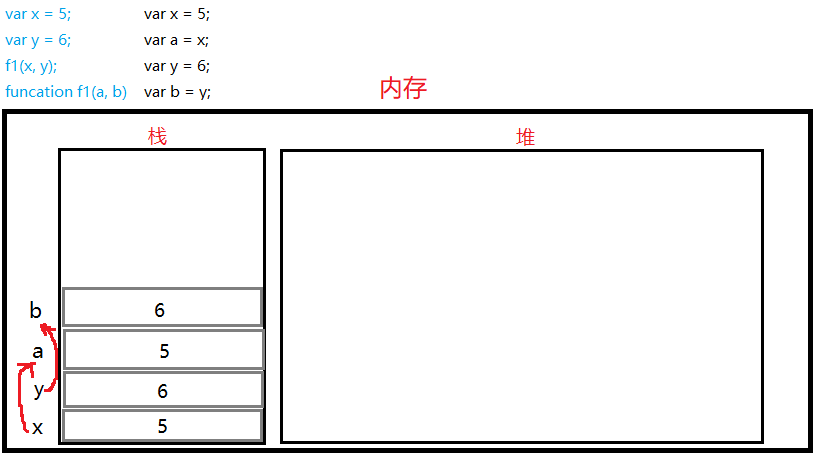 var x = 5; var x = 5;
var y = 6; var a = x;
f1(x, y); var y = 6;
funcation f1(a, b) var b = y;
内存
栈 堆
b 6
a 5
y 6
x 5